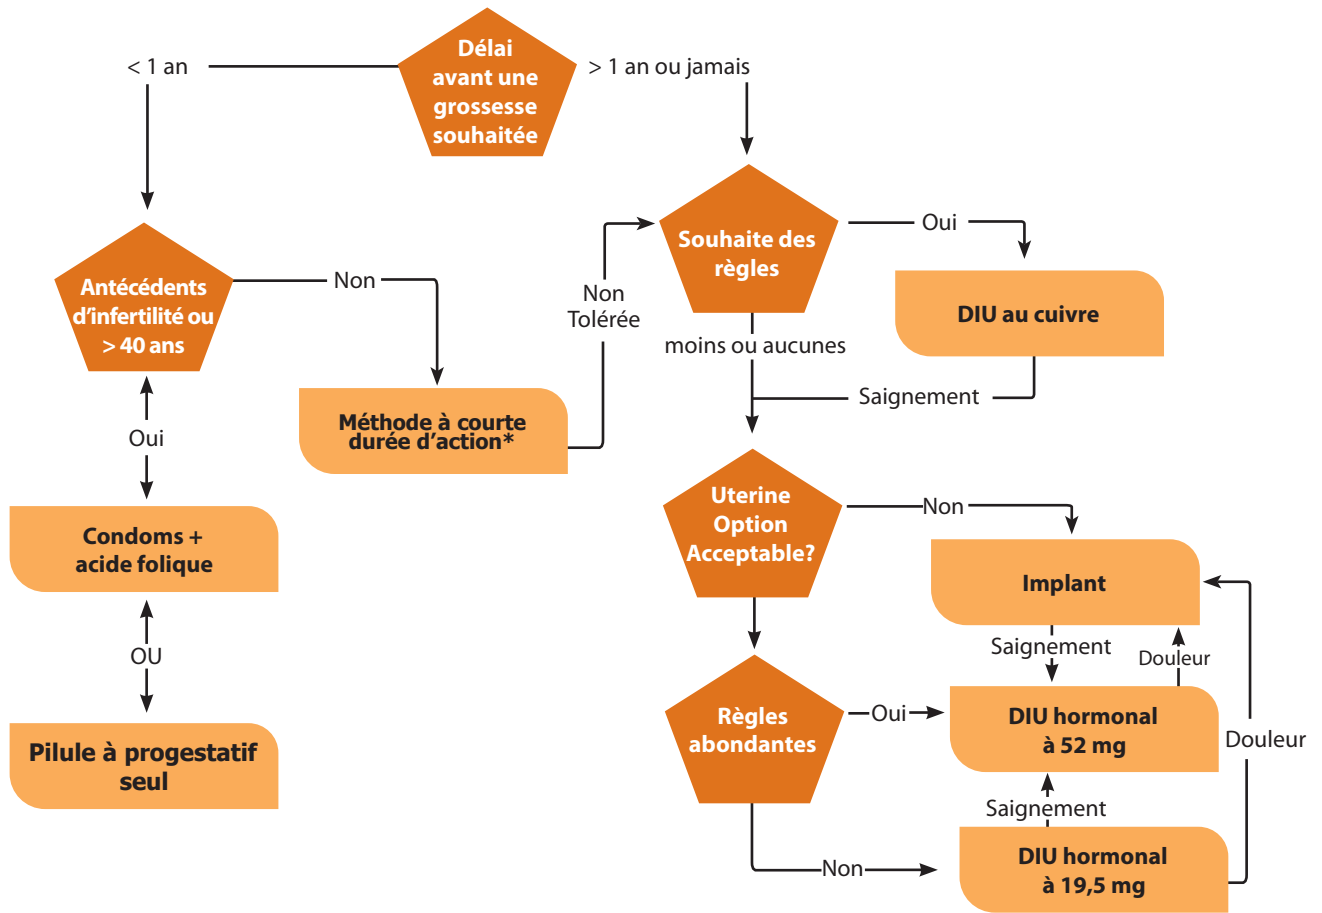 Délai
avant une
grossesse
souhaitée
< 1 an
> 1 an ou jamais
Antécédents
d'infertilité ou
> 40 ans
Non
Méthode à courte
durée d'action*
Non
Tolérée
Oui
Condoms +
acide folique
OU
Pilule à progestatif
seul
Souhaite des
règles
Oui
DIU au cuivre
moins ou aucunes
Saignement
Uterine
Option
Acceptable?
Non
Implant
Saignement
Douleur
Règles
abondantes
Oui
DIU hormonal
à 52 mg
Douleur
Saignement
Non
DIU hormonal
à 19,5 mg